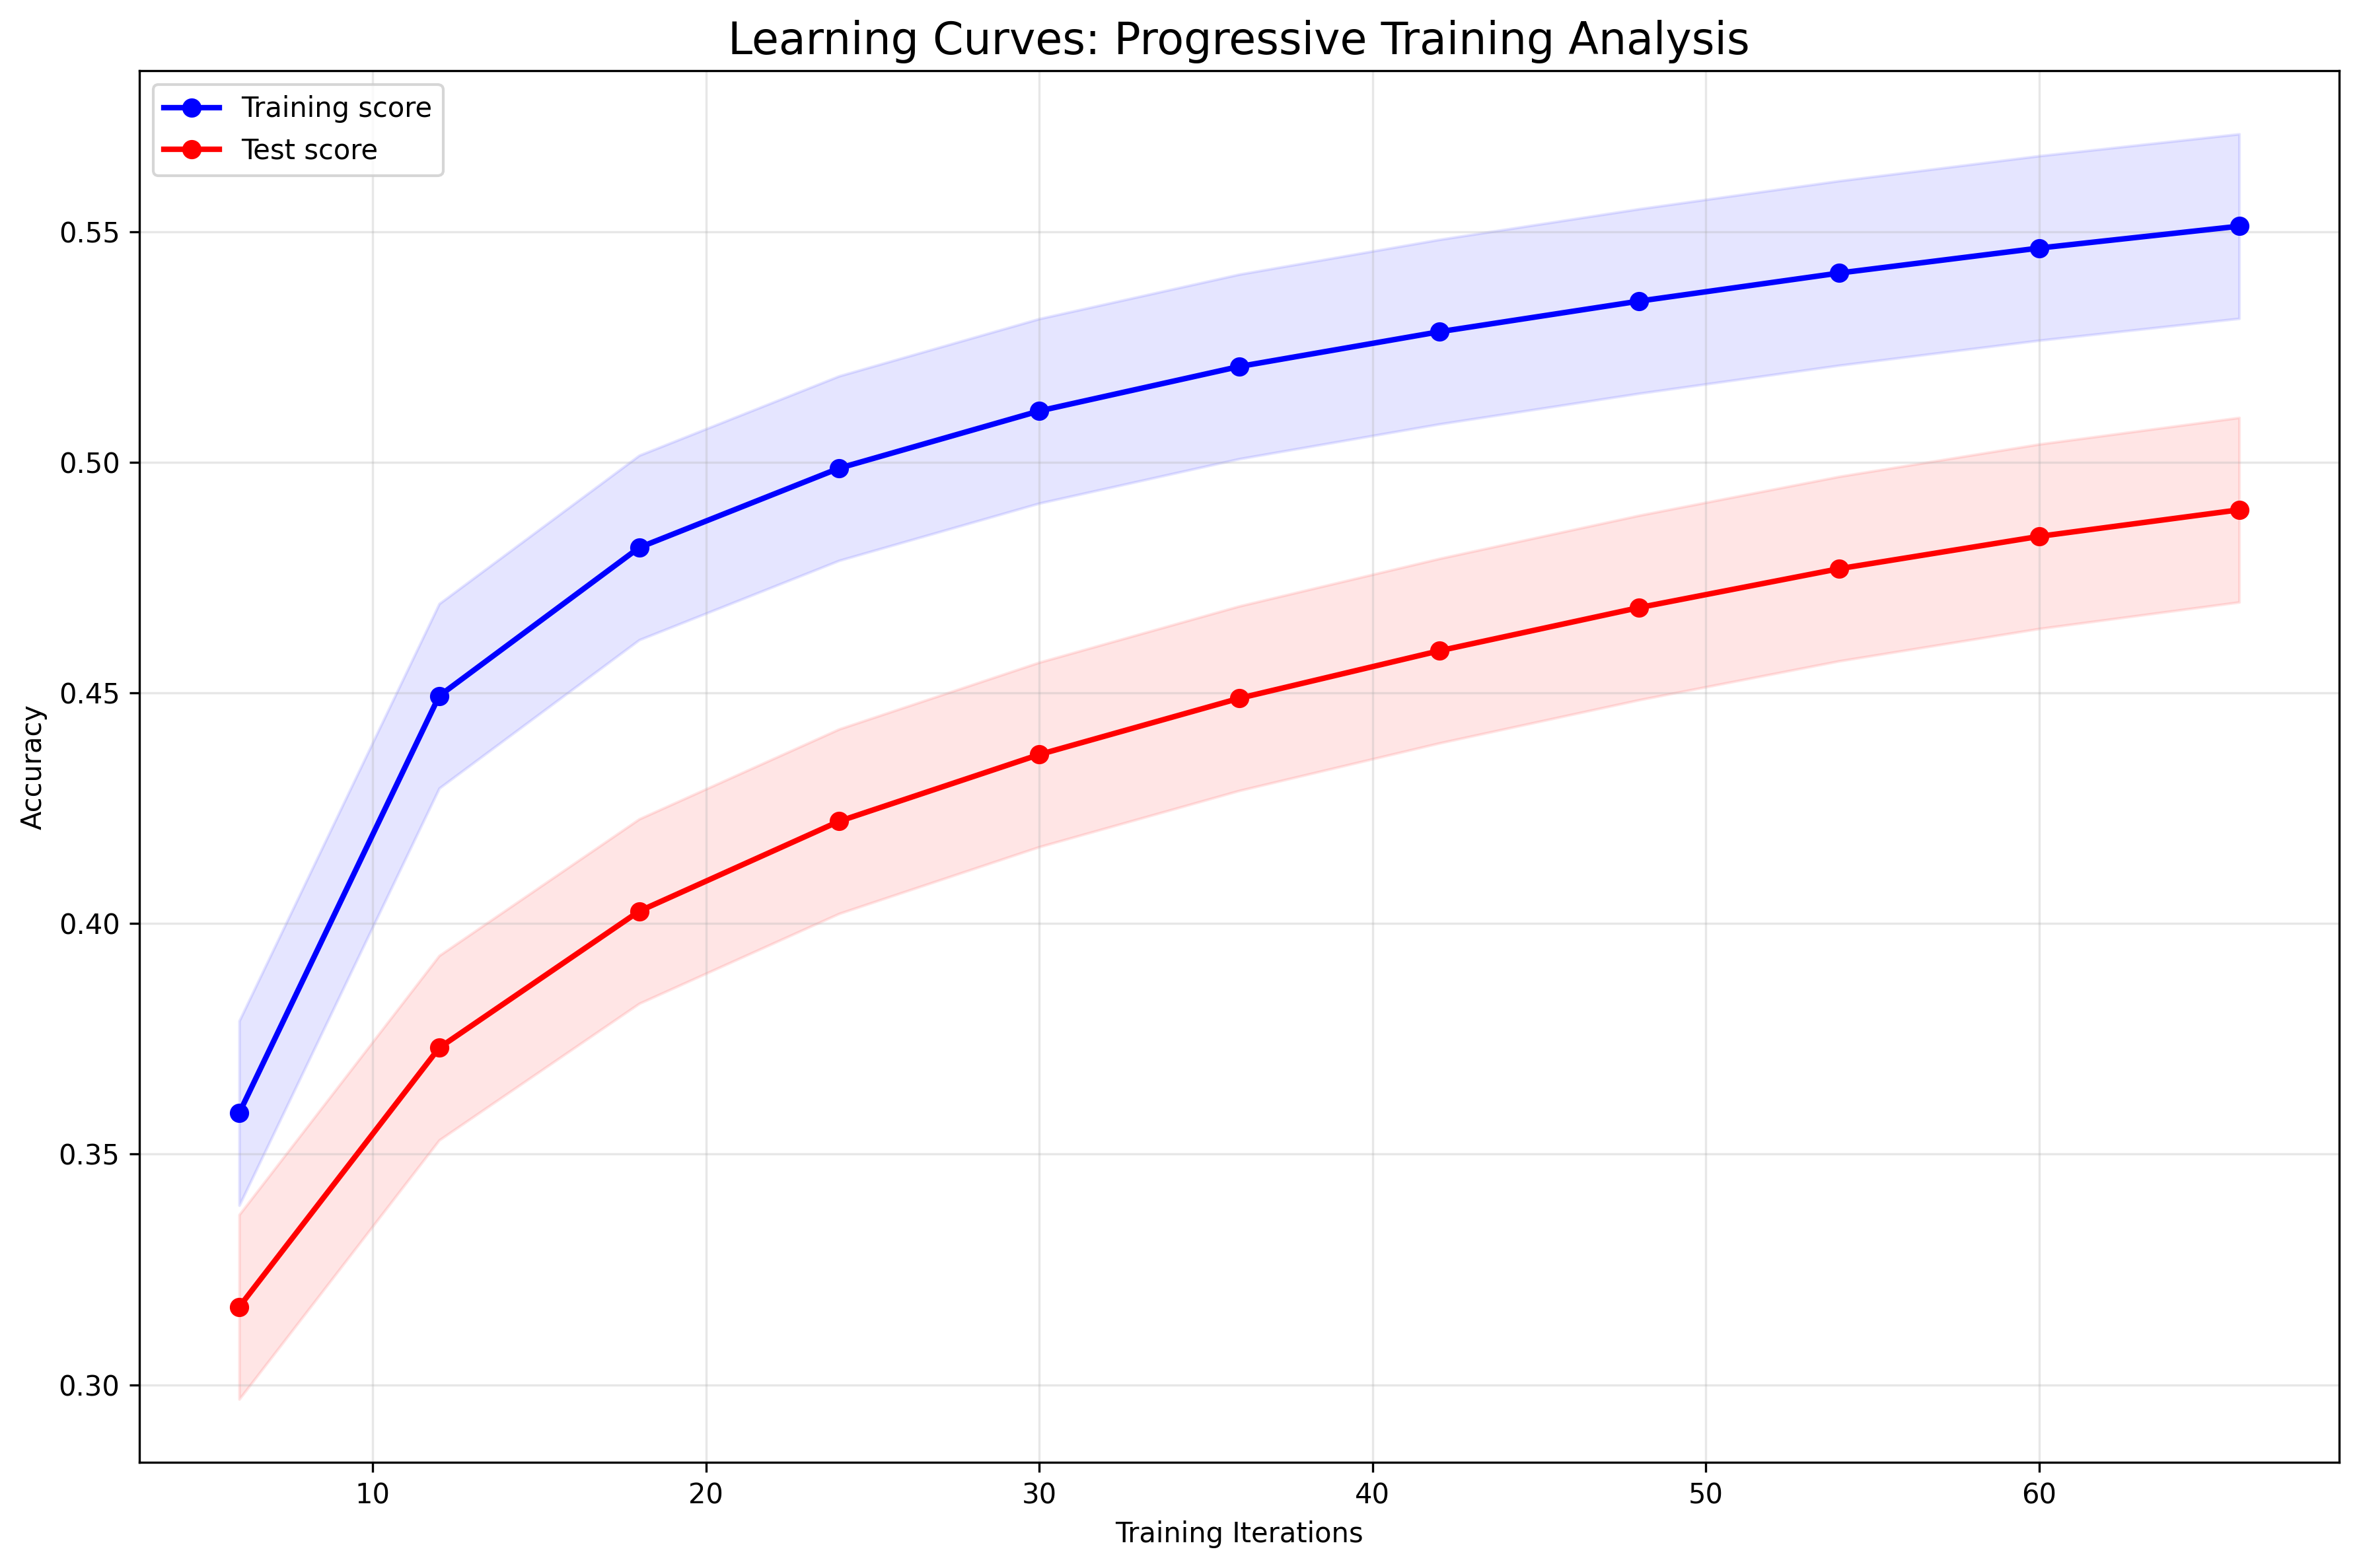 Learning Curves: Progressive Training Analysis
Training score
Test score
0.55
0.50
0.45
0.40
0.35
0.30
Accuracy
10 20 30 40 50 60
Training Iterations